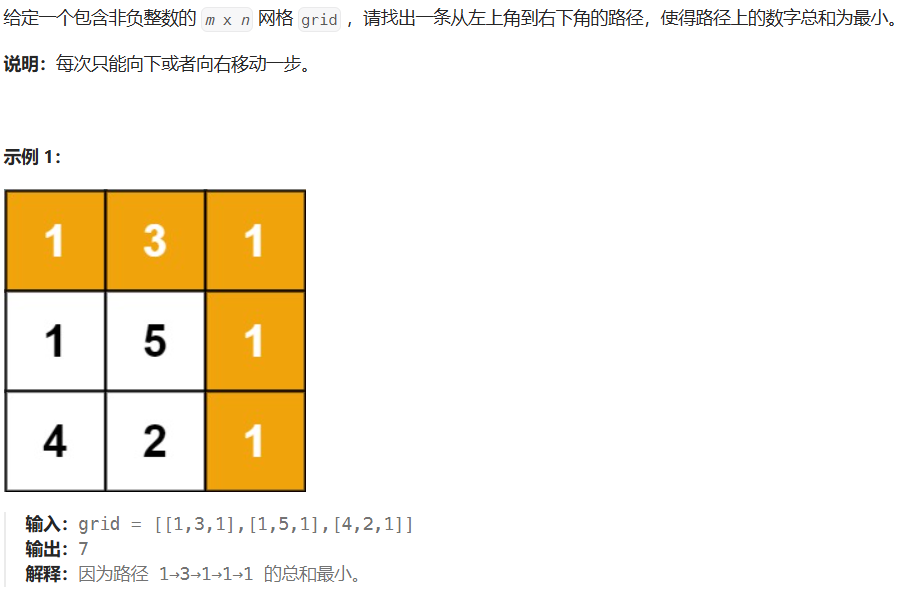 给定一个包含非负整数的 m x n 网格 grid ，请找出一条从左上角到右下角的路径，使得路径上的数字总和为最小。
说明：每次只能向下或者向右移动一步。
示例 1：
1 3 1
1 5 1
4 2 1
输入：grid = [[1,3,1],[1,5,1],[4,2,1]]
输出：7
解释：因为路径 1→3→1→1→1 的总和最小。